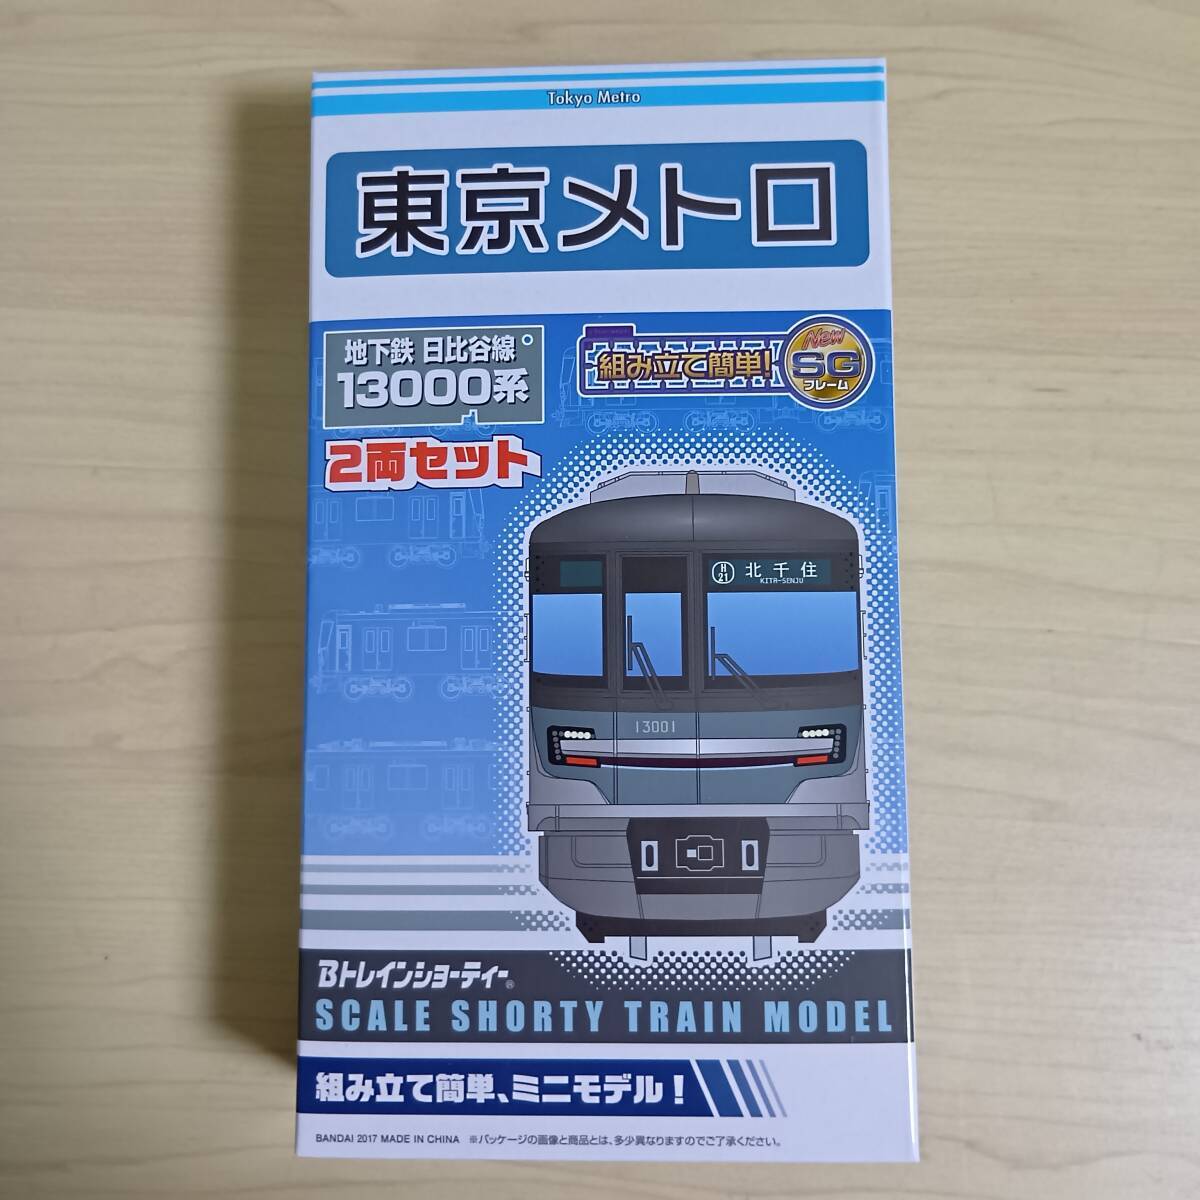 Tokyo Metro
東京メトロ
地下鉄 日比谷線
13000系
組み立て簡単!
New
SG
フレーム
2両セット
H
21
北千住
KITA-SENJU
13001
Bトレインショーティー®
SCALE SHORTY TRAIN MODEL
組み立て簡単、ミニモデル!
BANDAI 2017 MADE IN CHINA ※パッケージの画像と商品とは、多少異なりますのでご了承ください。